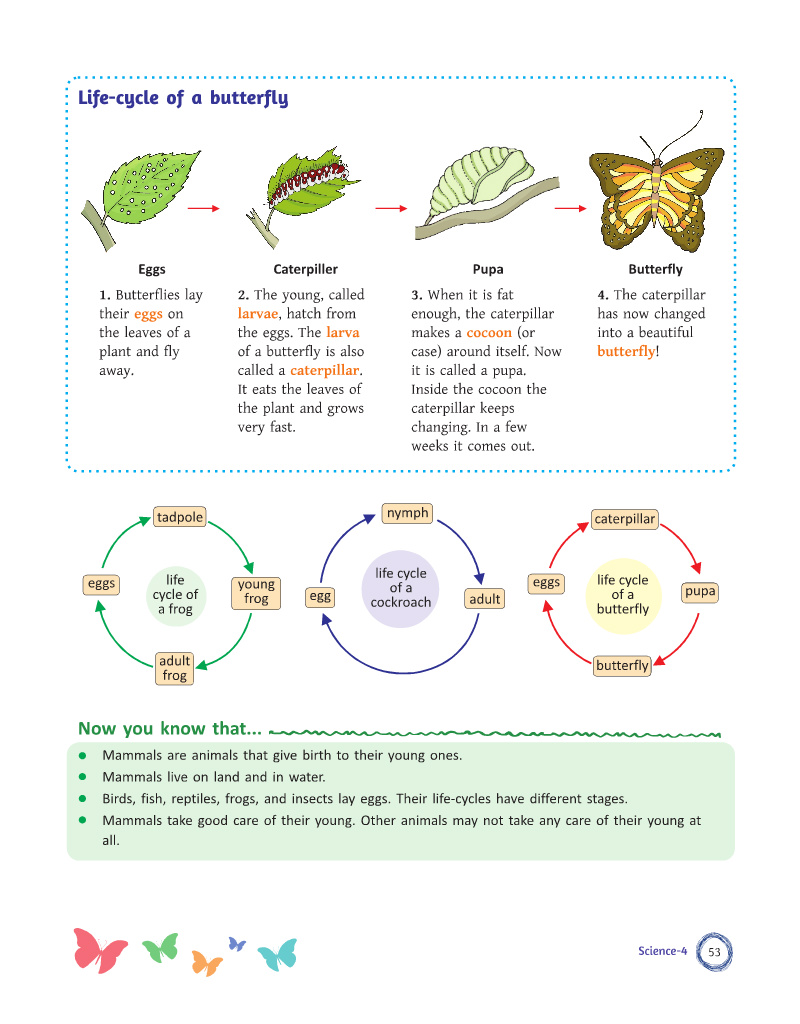 Life-cycle of a butterfly
Eggs
1. Butterflies lay
their eggs on
the leaves of a
plant and fly
away.
Caterpiller
2. The young, called
larvae, hatch from
the eggs. The larva
of a butterfly is also
called a caterpillar.
It eats the leaves of
the plant and grows
very fast.
Pupa
3. When it is fat
enough, the caterpillar
makes a cocoon (or
case) around itself. Now
it is called a pupa.
Inside the cocoon the
caterpillar keeps
changing. In a few
weeks it comes out.
Butterfly
4. The caterpillar
has now changed
into a beautiful
butterfly!
tadpole
eggs
life
cycle of
a frog
young
frog
adult
frog
nymph
egg
life cycle
of a
cockroach
adult
caterpillar
eggs
life cycle
of a
butterfly
pupa
butterfly
Now you know that...
● Mammals are animals that give birth to their young ones.
● Mammals live on land and in water.
● Birds, fish, reptiles, frogs, and insects lay eggs. Their life-cycles have different stages.
● Mammals take good care of their young. Other animals may not take any care of their young at
all.
Science-4
53